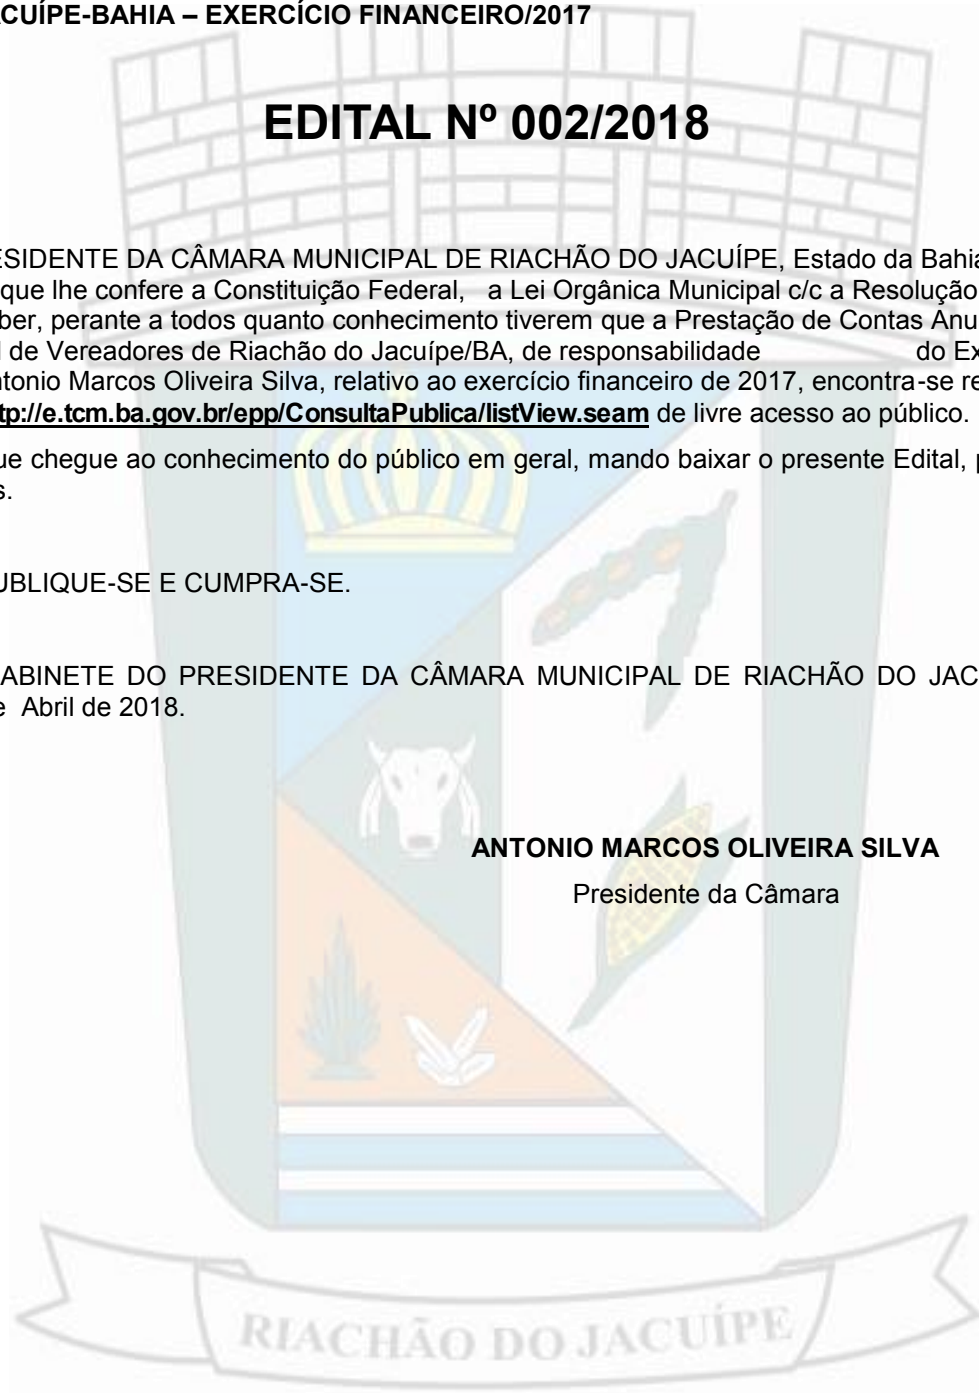 ACUÍPE-BAHIA – EXERCÍCIO FINANCEIRO/2017
EDITAL Nº 002/2018
ESIDENTE DA CÂMARA MUNICIPAL DE RIACHÃO DO JACUÍPE, Estado da Bahia
que lhe confere a Constituição Federal, a Lei Orgânica Municipal c/c a Resolução
ber, perante a todos quanto conhecimento tiverem que a Prestação de Contas Anu
l de Vereadores de Riachão do Jacuípe/BA, de responsabilidade do Ex
ntonio Marcos Oliveira Silva, relativo ao exercício financeiro de 2017, encontra-se re
tp://e.tcm.ba.gov.br/epp/ConsultaPublica/listView.seam de livre acesso ao público.
ue chegue ao conhecimento do público em geral, mando baixar o presente Edital, p
s.
UBLIQUE-SE E CUMPRA-SE.
ABINETE DO PRESIDENTE DA CÂMARA MUNICIPAL DE RIACHÃO DO JAC
e Abril de 2018.
ANTONIO MARCOS OLIVEIRA SILVA
Presidente da Câmara
RIACHÃO DO JACUÍPE